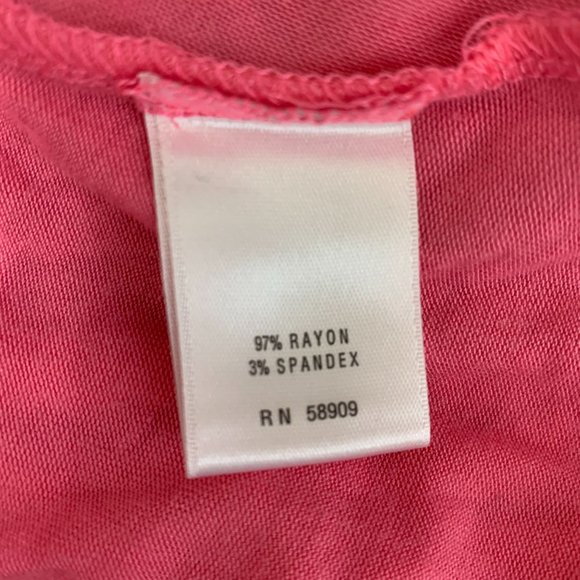 97% RAYON
3% SPANDEX
RN 58909